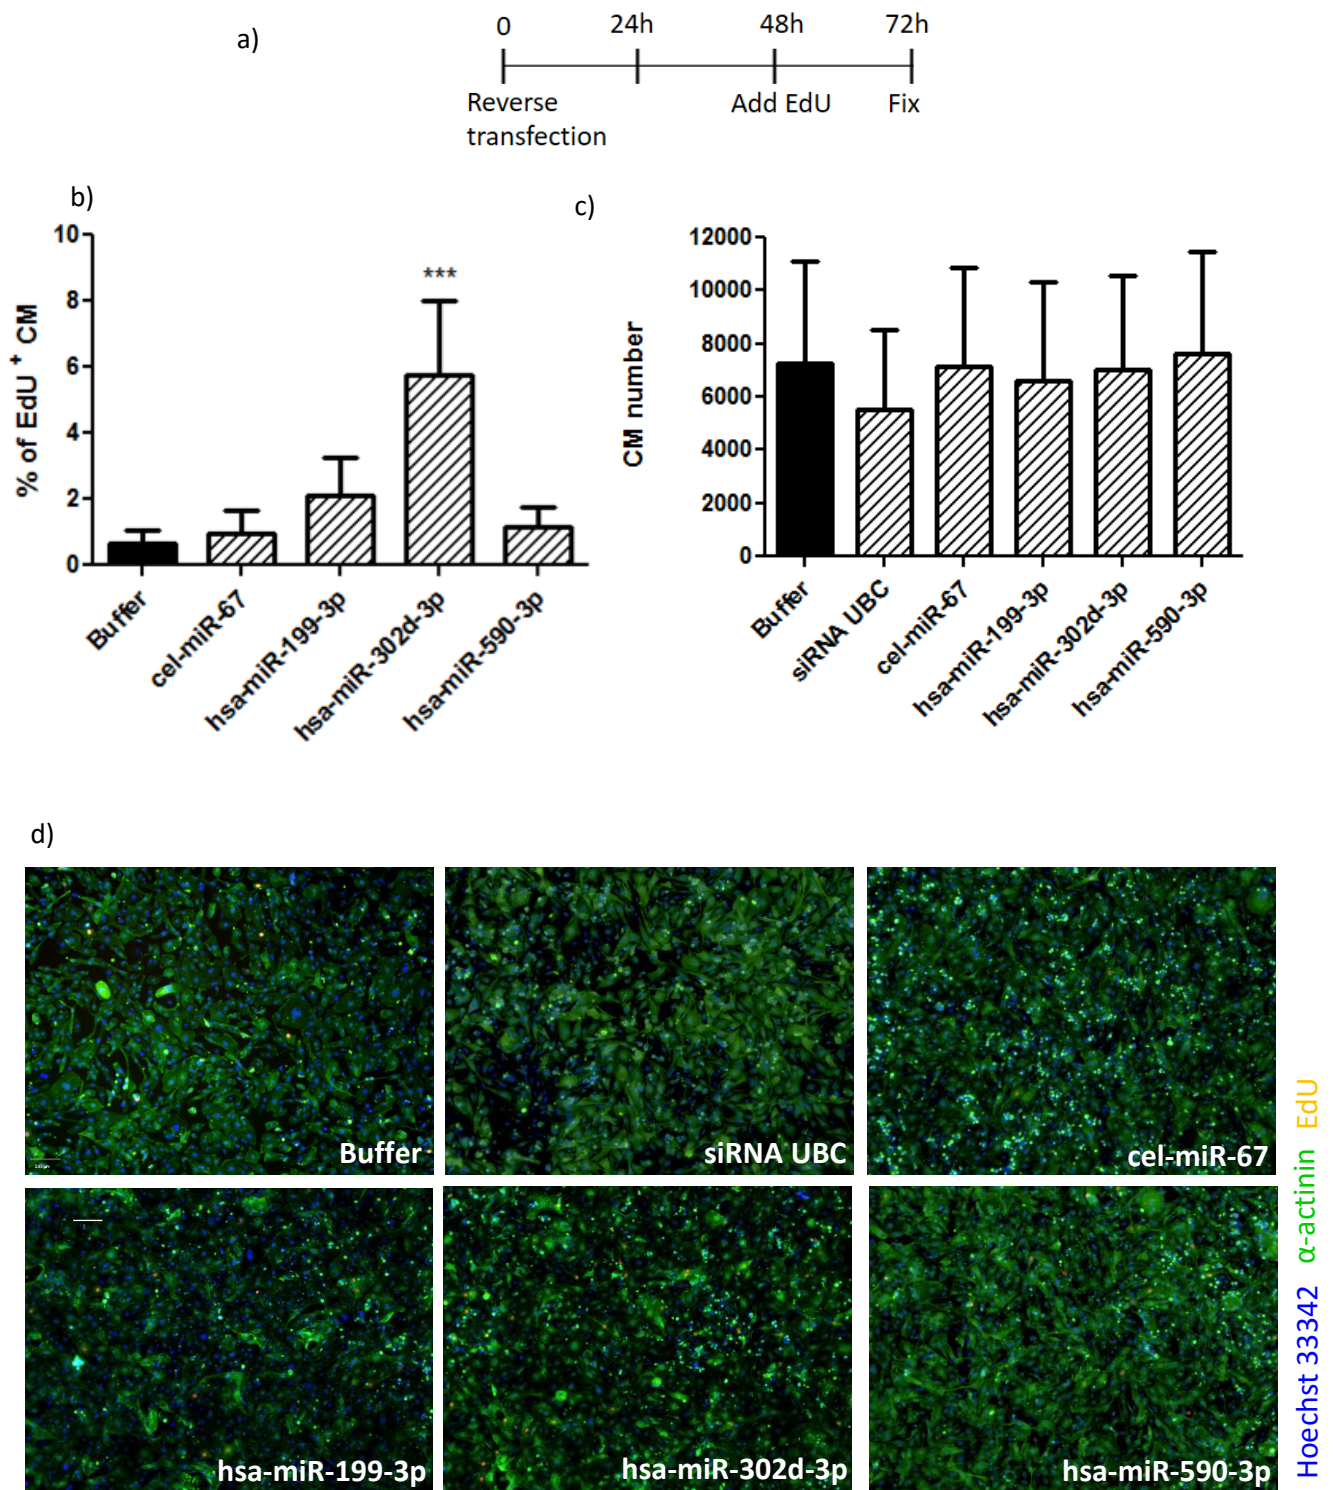 a)
0 24h 48h 72h
Reverse transfection
Add EdU
Fix
b)
% of EdU + CM
10
8
6
4
2
0
***
Buffer
cel-miR-67
hsa-miR-199-3p
hsa-miR-302d-3p
hsa-miR-590-3p
c)
CM number
12000
10000
8000
6000
4000
2000
0
Buffer
siRNA UBC
cel-miR-67
hsa-miR-199-3p
hsa-miR-302d-3p
hsa-miR-590-3p
d)
Buffer
siRNA UBC
cel-miR-67
hsa-miR-199-3p
hsa-miR-302d-3p
hsa-miR-590-3p
Hoechst 33342 α-actinin EdU